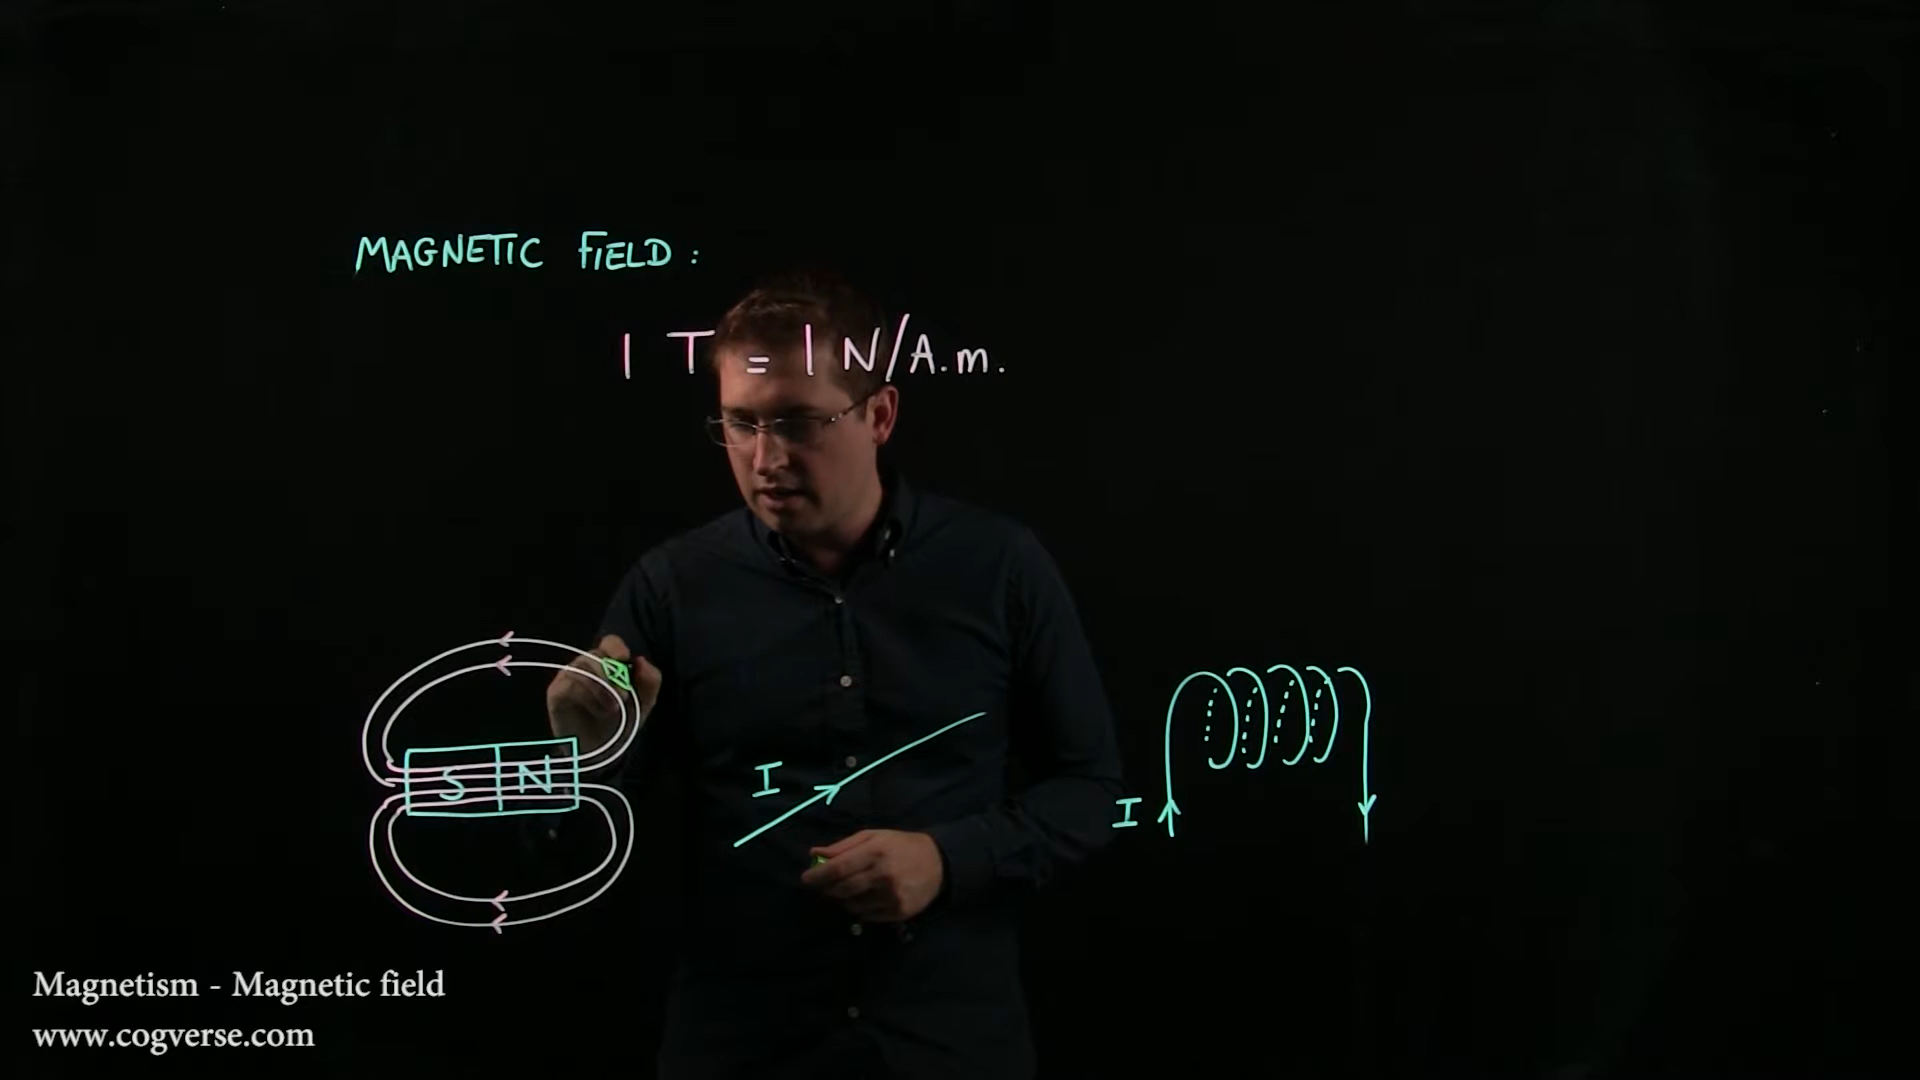 MAGNETIC FIELD :
1 T = 1 N/A.m.
S N
I
I
Magnetism - Magnetic field
www.cogverse.com